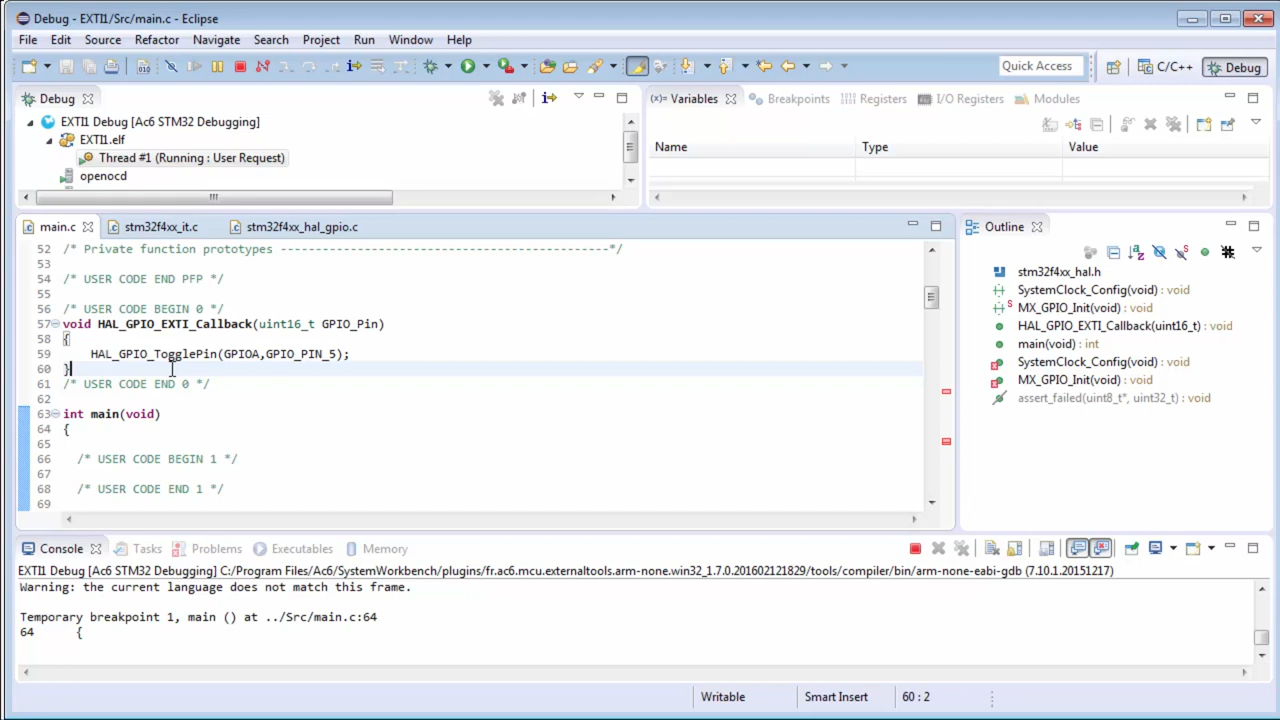 Debug - EXTI1/Src/main.c - Eclipse
File Edit Source Refactor Navigate Search Project Run Window Help
Quick Access C/C++ Debug
Debug
EXTI1 Debug [Ac6 STM32 Debugging]
EXTI1.elf
Thread #1 (Running : User Request)
openocd
(x)= Variables Breakpoints Registers I/O Registers Modules
Name Type Value
main.c stm32f4xx_it.c stm32f4xx_hal_gpio.c
52 /* Private function prototypes -----------------------------------------------*/
53
54 /* USER CODE END PFP */
55
56 /* USER CODE BEGIN 0 */
57 void HAL_GPIO_EXTI_Callback(uint16_t GPIO_Pin)
58 {
59 HAL_GPIO_TogglePin(GPIOA,GPIO_PIN_5);
60 }
61 /* USER CODE END 0 */
62
63 int main(void)
64 {
65
66 /* USER CODE BEGIN 1 */
67
68 /* USER CODE END 1 */
69
Outline
stm32f4xx_hal.h
SystemClock_Config(void) : void
MX_GPIO_Init(void) : void
HAL_GPIO_EXTI_Callback(uint16_t) : void
main(void) : int
SystemClock_Config(void) : void
MX_GPIO_Init(void) : void
assert_failed(uint8_t*, uint32_t) : void
Console Tasks Problems Executables Memory
EXTI1 Debug [Ac6 STM32 Debugging] C:/Program Files/Ac6/SystemWorkbench/plugins/fr.ac6.mcu.externaltools.arm-none.win32_1.7.0.201602121829/tools/compiler/bin/arm-none-eabi-gdb (7.10.1.20151217)
Warning: the current language does not match this frame.
Temporary breakpoint 1, main () at ../Src/main.c:64
64 {
Writable Smart Insert 60 : 2